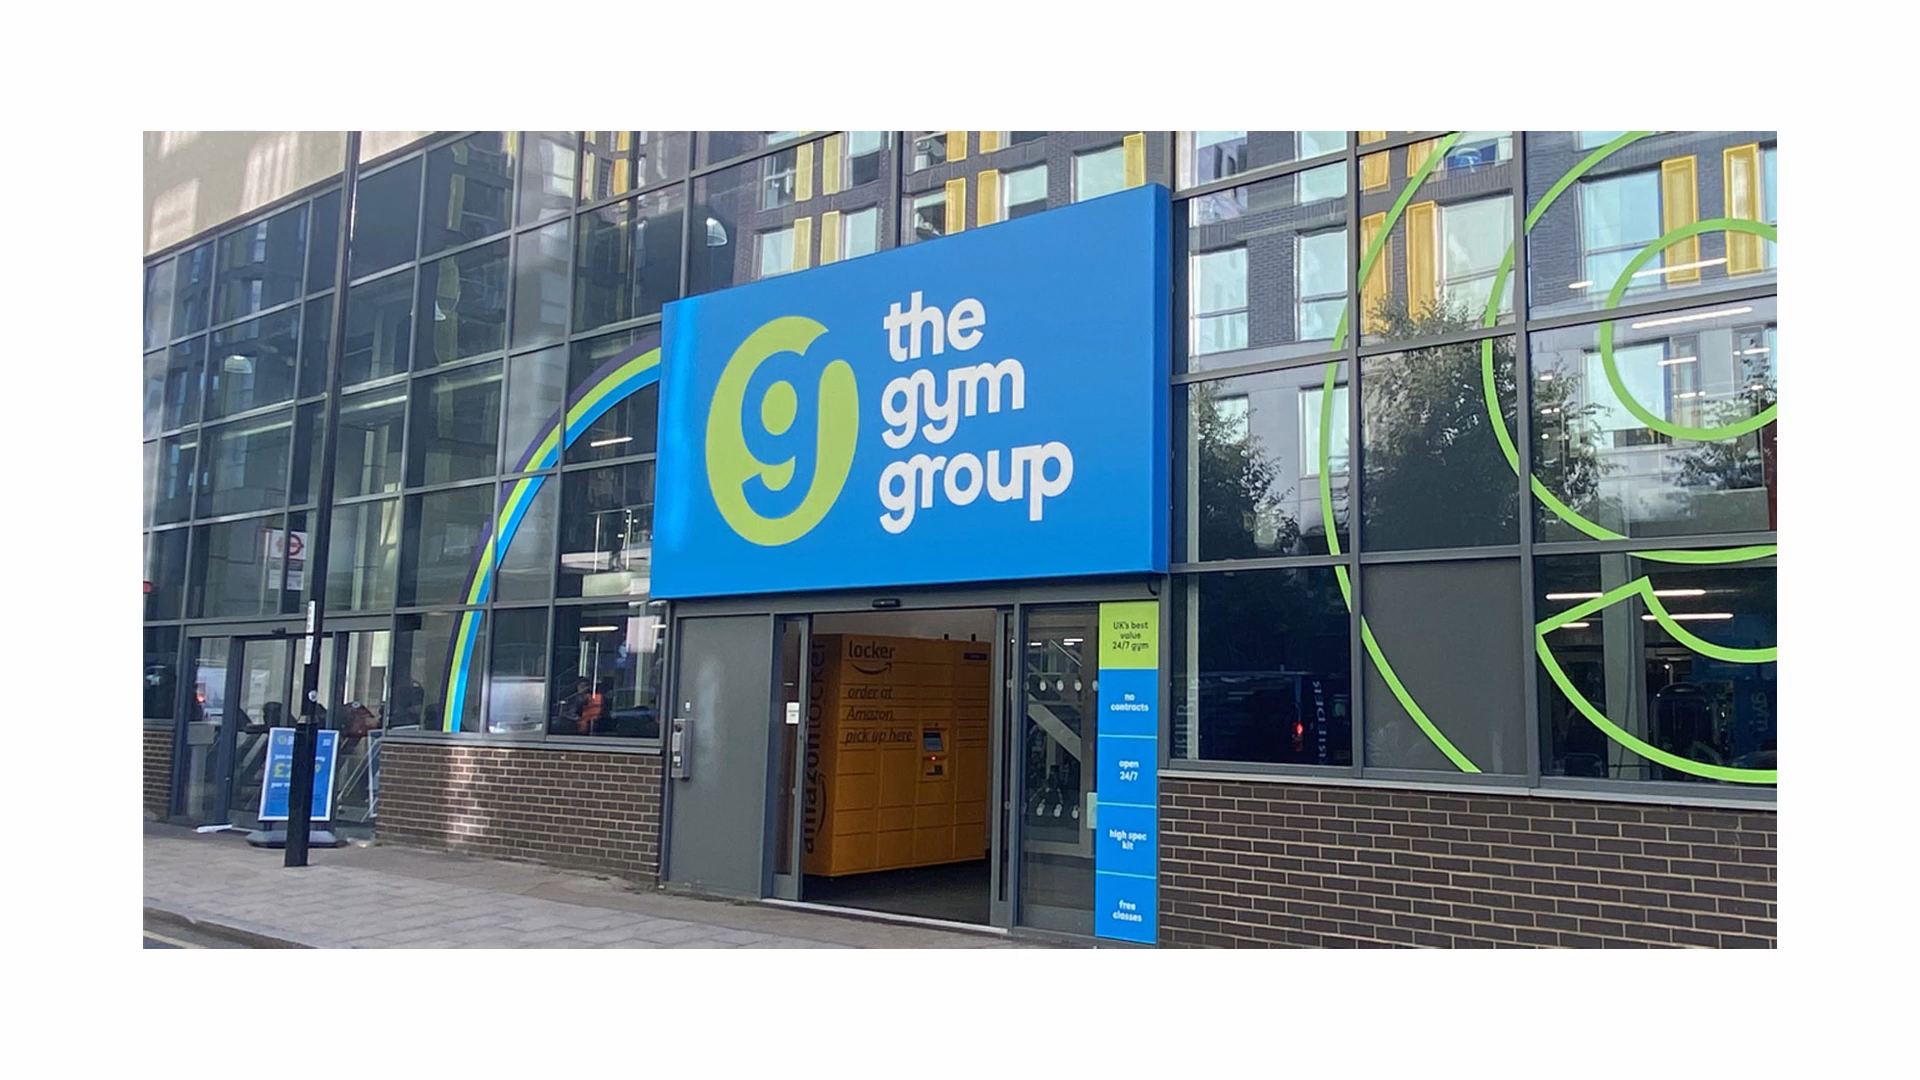 the
gym
group
locker
order at
Amazon,
pick up here
amazonlocker
UK's best
value
24/7 gym
no
contracts
open
24/7
high spec
kit
free
classes